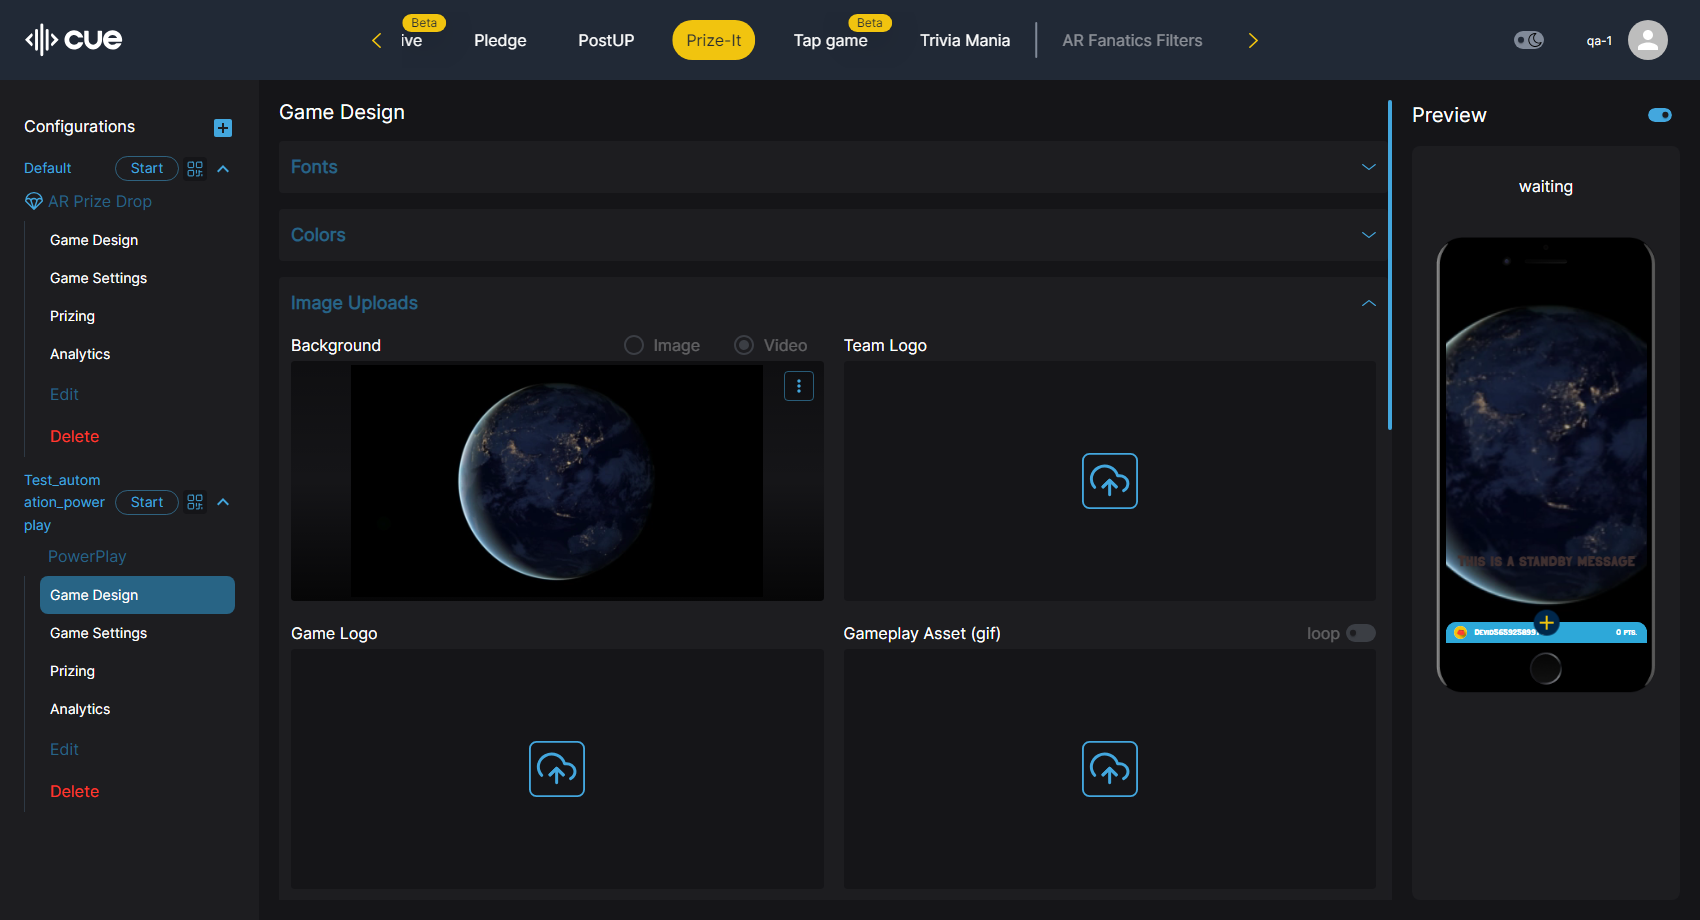 cue
Beta
ive
Pledge
PostUP
Prize-It
Beta
Tap game
Trivia Mania
AR Fanatics Filters
qa-1
Configurations
Default
Start
AR Prize Drop
Game Design
Game Settings
Prizing
Analytics
Edit
Delete
Test_autom
ation_power
play
Start
PowerPlay
Game Design
Game Settings
Prizing
Analytics
Edit
Delete
Game Design
Fonts
Colors
Image Uploads
Background
Image
Video
Team Logo
Game Logo
Gameplay Asset (gif)
loop
Preview
waiting
THIS IS A STANDBY MESSAGE
0 PTS.